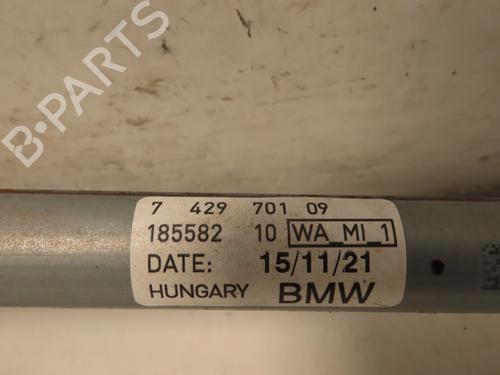 B-PARTS
7 429 701 09
185582 10 WA_MI_1
DATE: 15/11/21
HUNGARY BMW